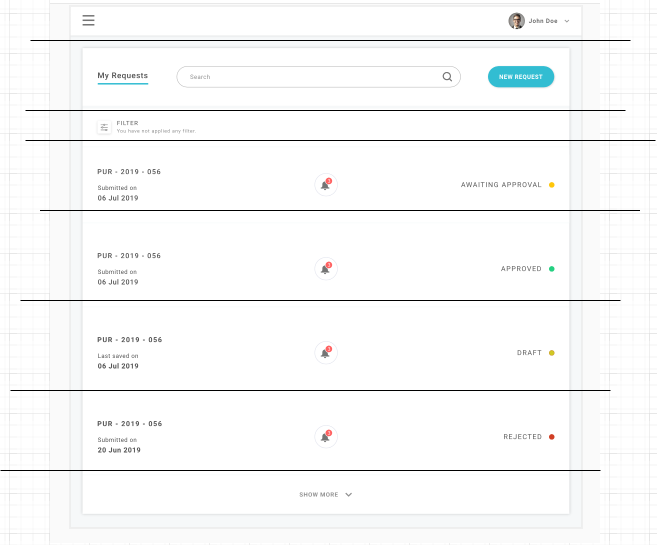 John Doe
My Requests
Search
NEW REQUEST
FILTER
You have not applied any filter.
PUR - 2019 - 056
Submitted on
06 Jul 2019
AWAITING APPROVAL
PUR - 2019 - 056
Submitted on
06 Jul 2019
APPROVED
PUR - 2019 - 056
Last saved on
06 Jul 2019
DRAFT
PUR - 2019 - 056
Submitted on
20 Jun 2019
REJECTED
SHOW MORE